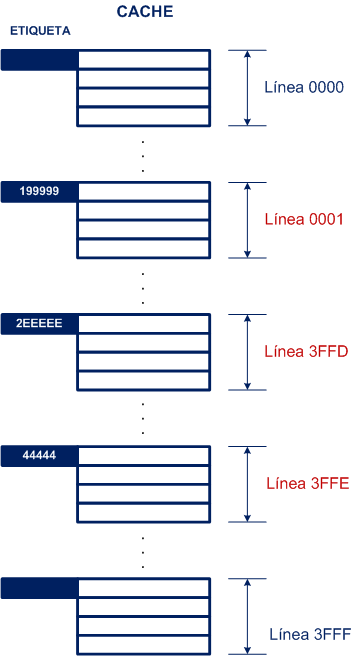 CACHE
ETIQUETA
Línea 0000
199999
Línea 0001
2EEEEE
Línea 3FFD
44444
Línea 3FFE
Línea 3FFF